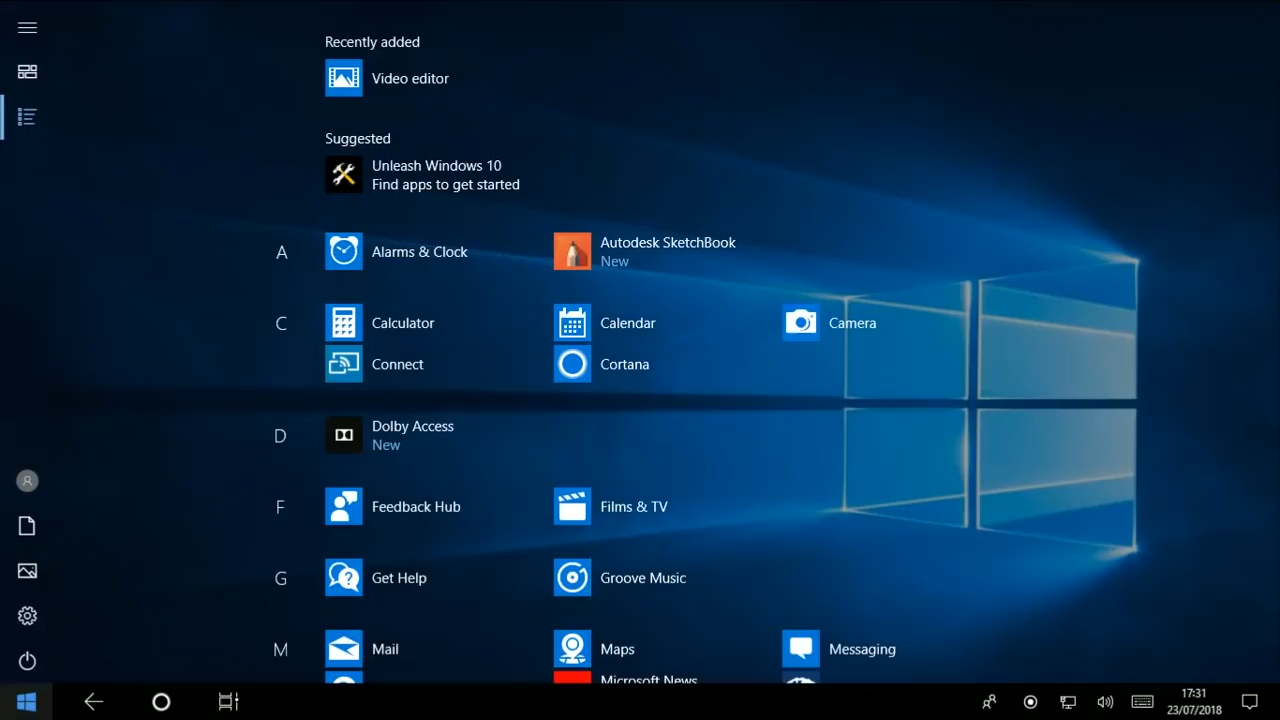 Recently added
Video editor
Suggested
Unleash Windows 10
Find apps to get started
A
Alarms & Clock
Autodesk SketchBook
New
C
Calculator
Calendar
Camera
Connect
Cortana
D
Dolby Access
New
F
Feedback Hub
Films & TV
G
Get Help
Groove Music
M
Mail
Maps
Messaging
Microsoft News
17:31
23/07/2018